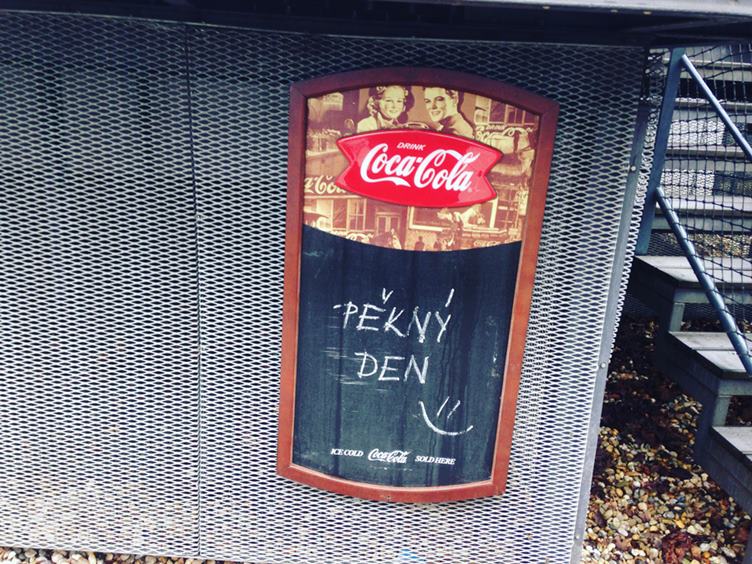 DRINK
Coca-Cola
PĚKNÝ
DEN
ICE COLD Coca-Cola SOLD HERE